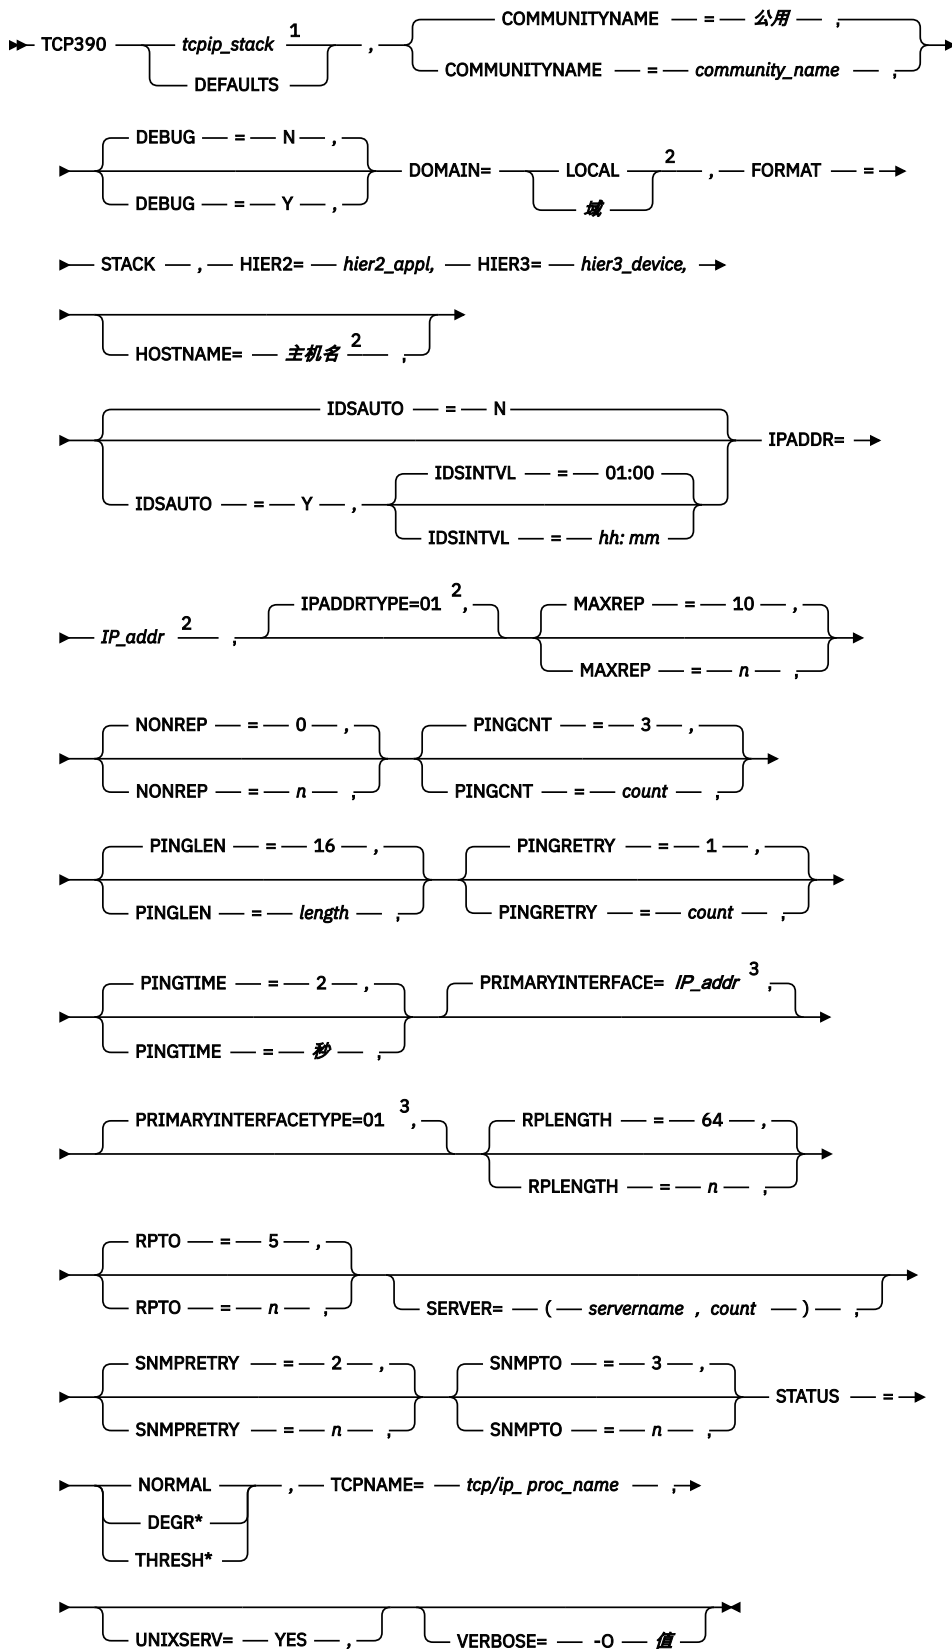 COMMUNITYNAME = 公用 ,
TCP390 tcpip_stack 1 ,
DEFAULTS
COMMUNITYNAME = community_name ,
DEBUG = N ,
DOMAIN= LOCAL 2 , FORMAT =
DEBUG = Y ,
域
STACK , HIER2= hier2_appl, HIER3= hier3_device,
HOSTNAME= 主机名 2 ,
IDSAUTO = N
IPADDR=
IDSINTVL = 01:00
IDSAUTO = Y ,
IDSINTVL = hh: mm
IPADDRTYPE=01 2 ,
MAXREP = 10 ,
IP_addr 2 ,
MAXREP = n ,
NONREP = 0 ,
PINGCNT = 3 ,
NONREP = n ,
PINGCNT = count ,
PINGLEN = 16 ,
PINGRETRY = 1 ,
PINGLEN = length ,
PINGRETRY = count ,
PINGTIME = 2 ,
PRIMARYINTERFACE= IP_addr 3 ,
PINGTIME = 秒 ,
PRIMARYINTERFACETYPE=01 3 ,
RPLENGTH = 64 ,
RPLENGTH = n ,
RPTO = 5 ,
RPTO = n ,
SERVER= ( servername , count ) ,
SNMPRETRY = 2 ,
SNMPTO = 3 ,
STATUS =
SNMPRETRY = n ,
SNMPTO = n ,
NORMAL , TCPNAME= tcp/ip_ proc_name ,
DEGR*
THRESH*
UNIXSERV= YES ,
VERBOSE= -O 值